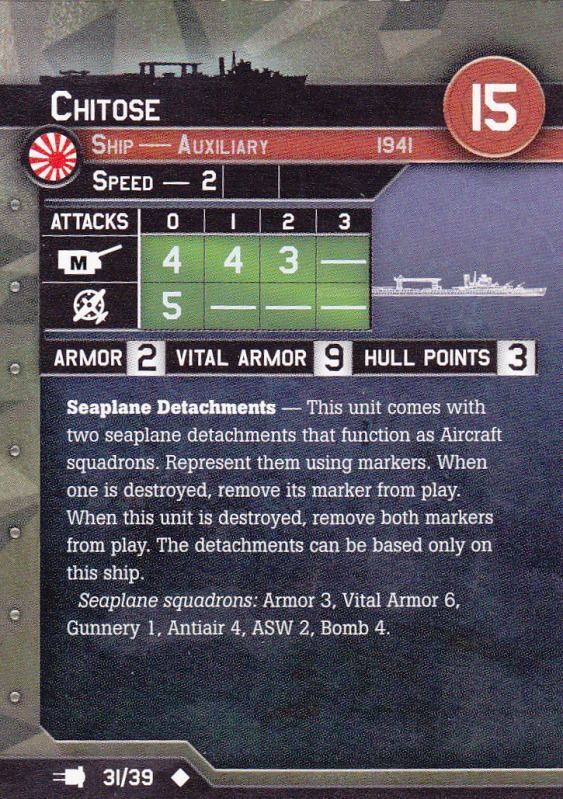 CHITOSE
15
SHIP — AUXILIARY 1941
SPEED — 2
ATTACKS 0 1 2 3
M 4 4 3 —
5 — — —
ARMOR 2 VITAL ARMOR 9 HULL POINTS 3
Seaplane Detachments — This unit comes with
two seaplane detachments that function as Aircraft
squadrons. Represent them using markers. When
one is destroyed, remove its marker from play.
When this unit is destroyed, remove both markers
from play. The detachments can be based only on
this ship.
Seaplane squadrons: Armor 3, Vital Armor 6,
Gunnery 1, Antiair 4, ASW 2, Bomb 4.
31/39